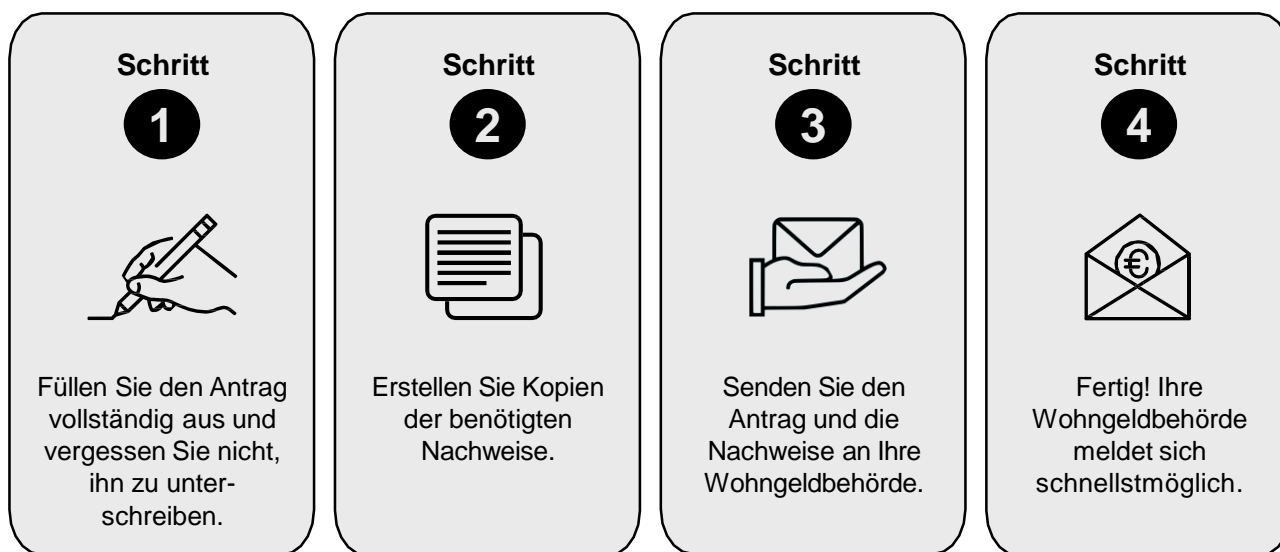 Schritt
1
Füllen Sie den Antrag
vollständig aus und
vergessen Sie nicht,
ihn zu unter-
schreiben.
Schritt
2
Erstellen Sie Kopien
der benötigten
Nachweise.
Schritt
3
Senden Sie den
Antrag und die
Nachweise an Ihre
Wohngeldbehörde.
Schritt
4
€
Fertig! Ihre
Wohngeldbehörde
meldet sich
schnellstmöglich.